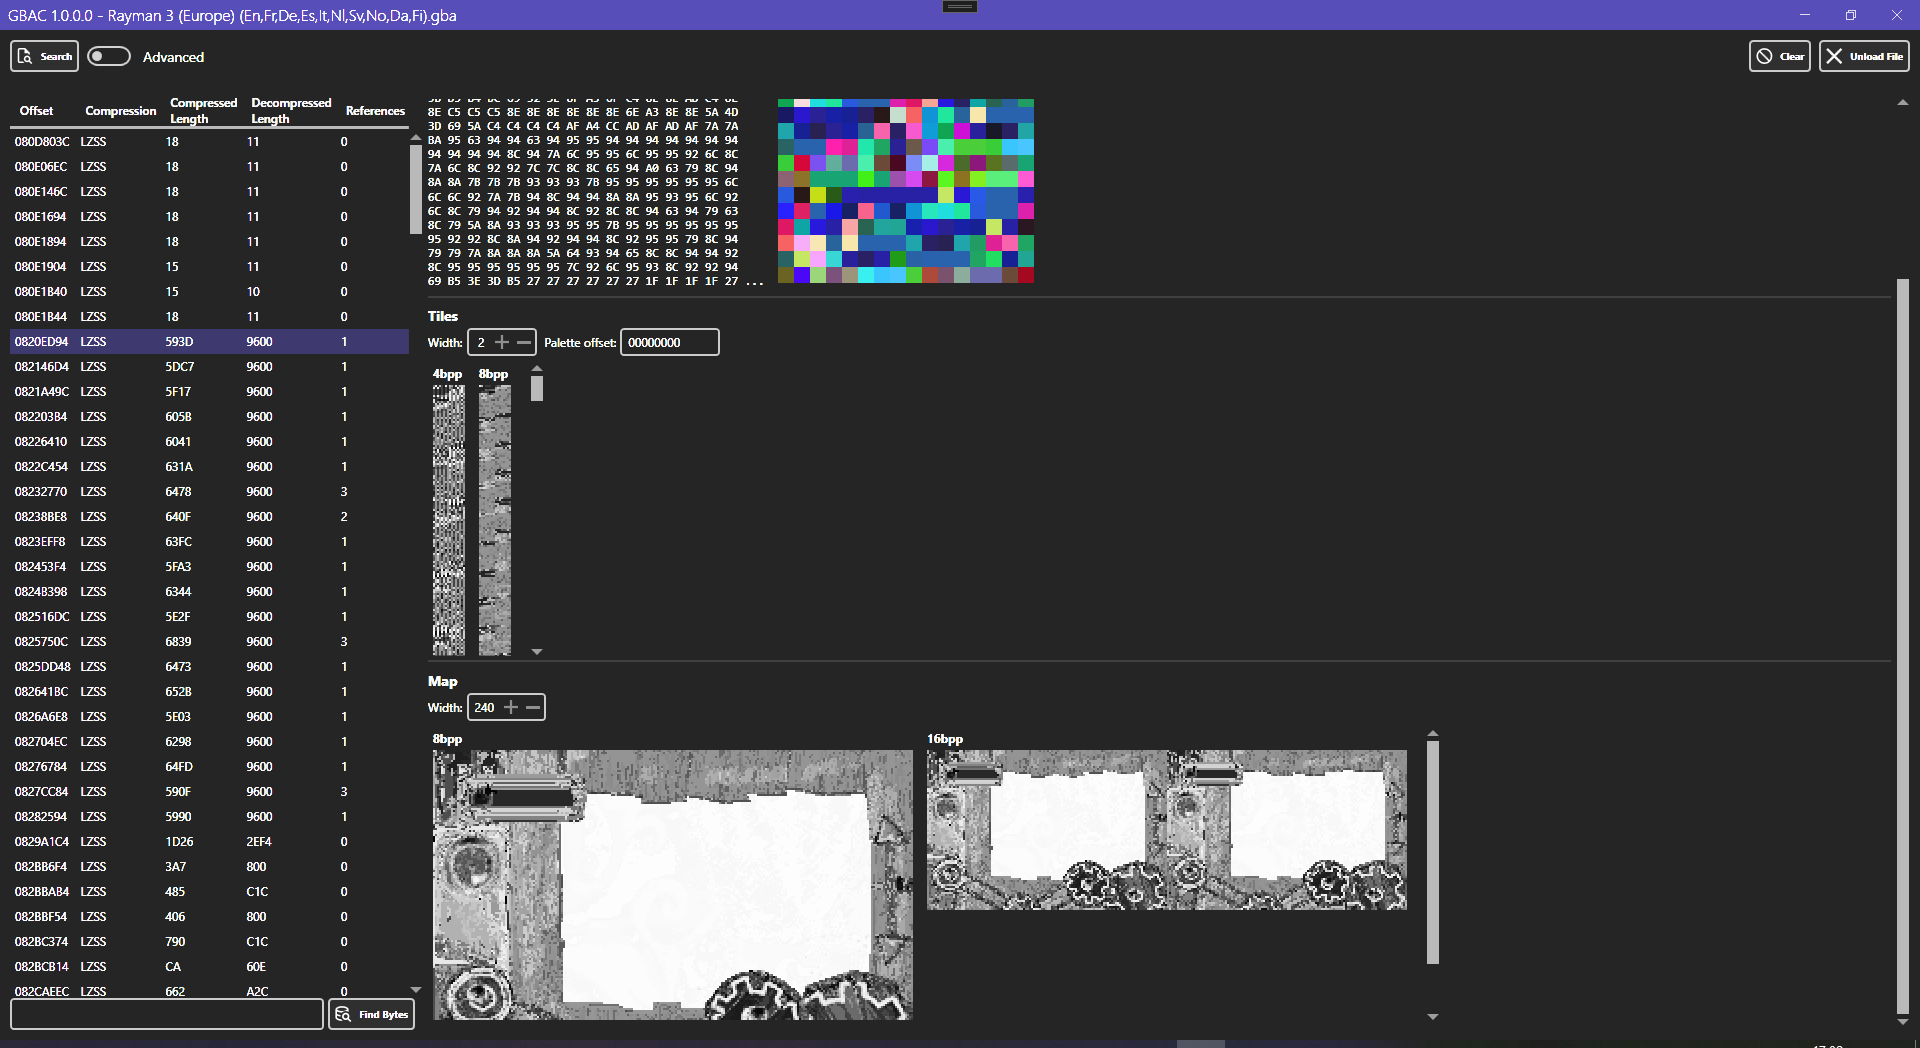 GBAC 1.0.0.0 - Rayman 3 (Europe) (En,Fr,De,Es,It,Nl,Sv,No,Da,Fi).gba
Search Advanced Clear Unload File
Offset Compression Compressed Length Decompressed Length References
080D803C LZSS 18 11 0
080E06EC LZSS 18 11 0
080E146C LZSS 18 11 0
080E1694 LZSS 18 11 0
080E1894 LZSS 18 11 0
080E1904 LZSS 15 11 0
080E1B40 LZSS 15 10 0
080E1B44 LZSS 18 11 0
0820ED94 LZSS 593D 9600 1
082146D4 LZSS 5DC7 9600 1
0821A49C LZSS 5F17 9600 1
082203B4 LZSS 605B 9600 1
08226410 LZSS 6041 9600 1
0822C454 LZSS 631A 9600 1
08232770 LZSS 6478 9600 3
08238BE8 LZSS 640F 9600 2
0823EFF8 LZSS 63FC 9600 1
082453F4 LZSS 5FA3 9600 1
0824B398 LZSS 6344 9600 1
082516DC LZSS 5E2F 9600 1
0825750C LZSS 6839 9600 3
0825DD48 LZSS 6473 9600 1
082641BC LZSS 652B 9600 1
0826A6E8 LZSS 5E03 9600 1
082704EC LZSS 6298 9600 1
08276784 LZSS 64FD 9600 1
0827CC84 LZSS 590F 9600 3
08282594 LZSS 5990 9600 1
0829A1C4 LZSS 1D26 2EF4 0
082BB6F4 LZSS 3A7 800 0
082BBAB4 LZSS 485 C1C 0
082BBF54 LZSS 406 800 0
082BC374 LZSS 790 C1C 0
082BCB14 LZSS CA 60E 0
082CAEEC LZSS 662 A2C 0
Find Bytes
8E C5 C5 C5 8E 8E 8E 8E 8E 8E 6E A3 8E 8E 5A 4D
3D 69 5A C4 C4 C4 C4 AF A4 CC AD AF AD AF 7A 7A
BA 95 63 94 94 63 94 95 95 94 94 94 94 94 94 94
94 94 94 94 8C 94 7A 6C 95 95 6C 95 95 92 6C 8C
7A 6C 8C 92 92 7C 7C 8C 8C 65 94 A0 63 79 8C 94
8A 8A 7B 7B 7B 93 93 93 7B 95 95 95 95 95 95 6C
6C 6C 92 7A 7B 94 8C 94 94 8A 8A 95 93 95 6C 92
6C 8C 79 94 92 94 94 8C 92 8C 8C 94 63 94 79 63
8C 79 5A 8A 93 93 93 95 95 7B 95 95 95 95 95 95
95 92 92 8C 8A 94 92 94 94 8C 92 95 95 79 8C 94
79 79 7A 8A 8A 8A 5A 64 93 94 65 8C 8C 94 94 92
8C 95 95 95 95 95 95 7C 92 6C 95 93 8C 92 92 94
69 B5 3E 3D B5 27 27 27 27 27 27 1F 1F 1F 1F 27 ...
Tiles
Width: 2 Palette offset: 00000000
4bpp 8bpp
Map
Width: 240
8bpp 16bpp